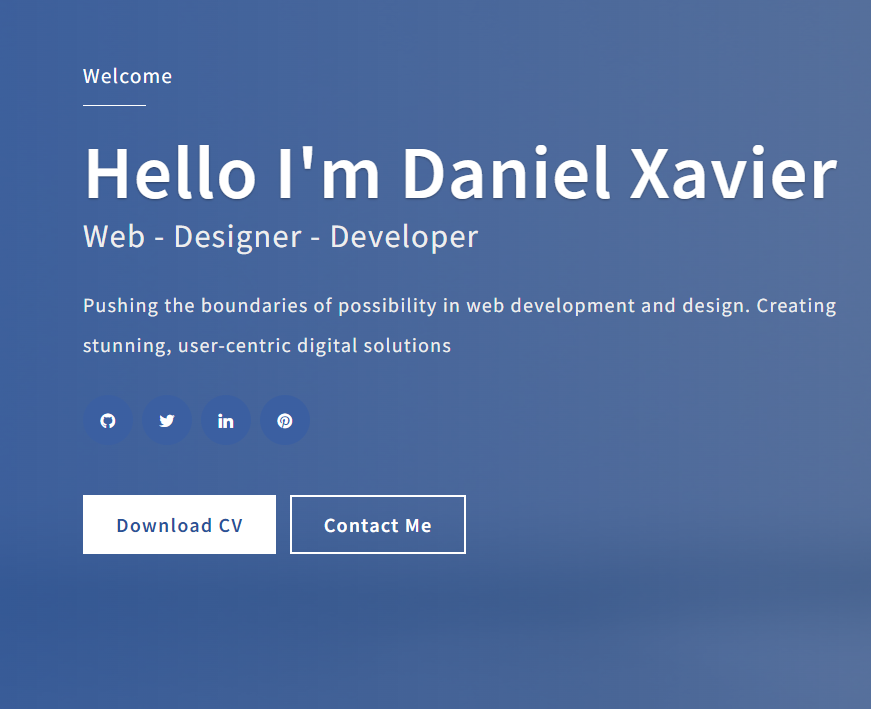 Welcome
Hello I'm Daniel Xavier
Web - Designer - Developer
Pushing the boundaries of possibility in web development and design. Creating
stunning, user-centric digital solutions
Download CV
Contact Me